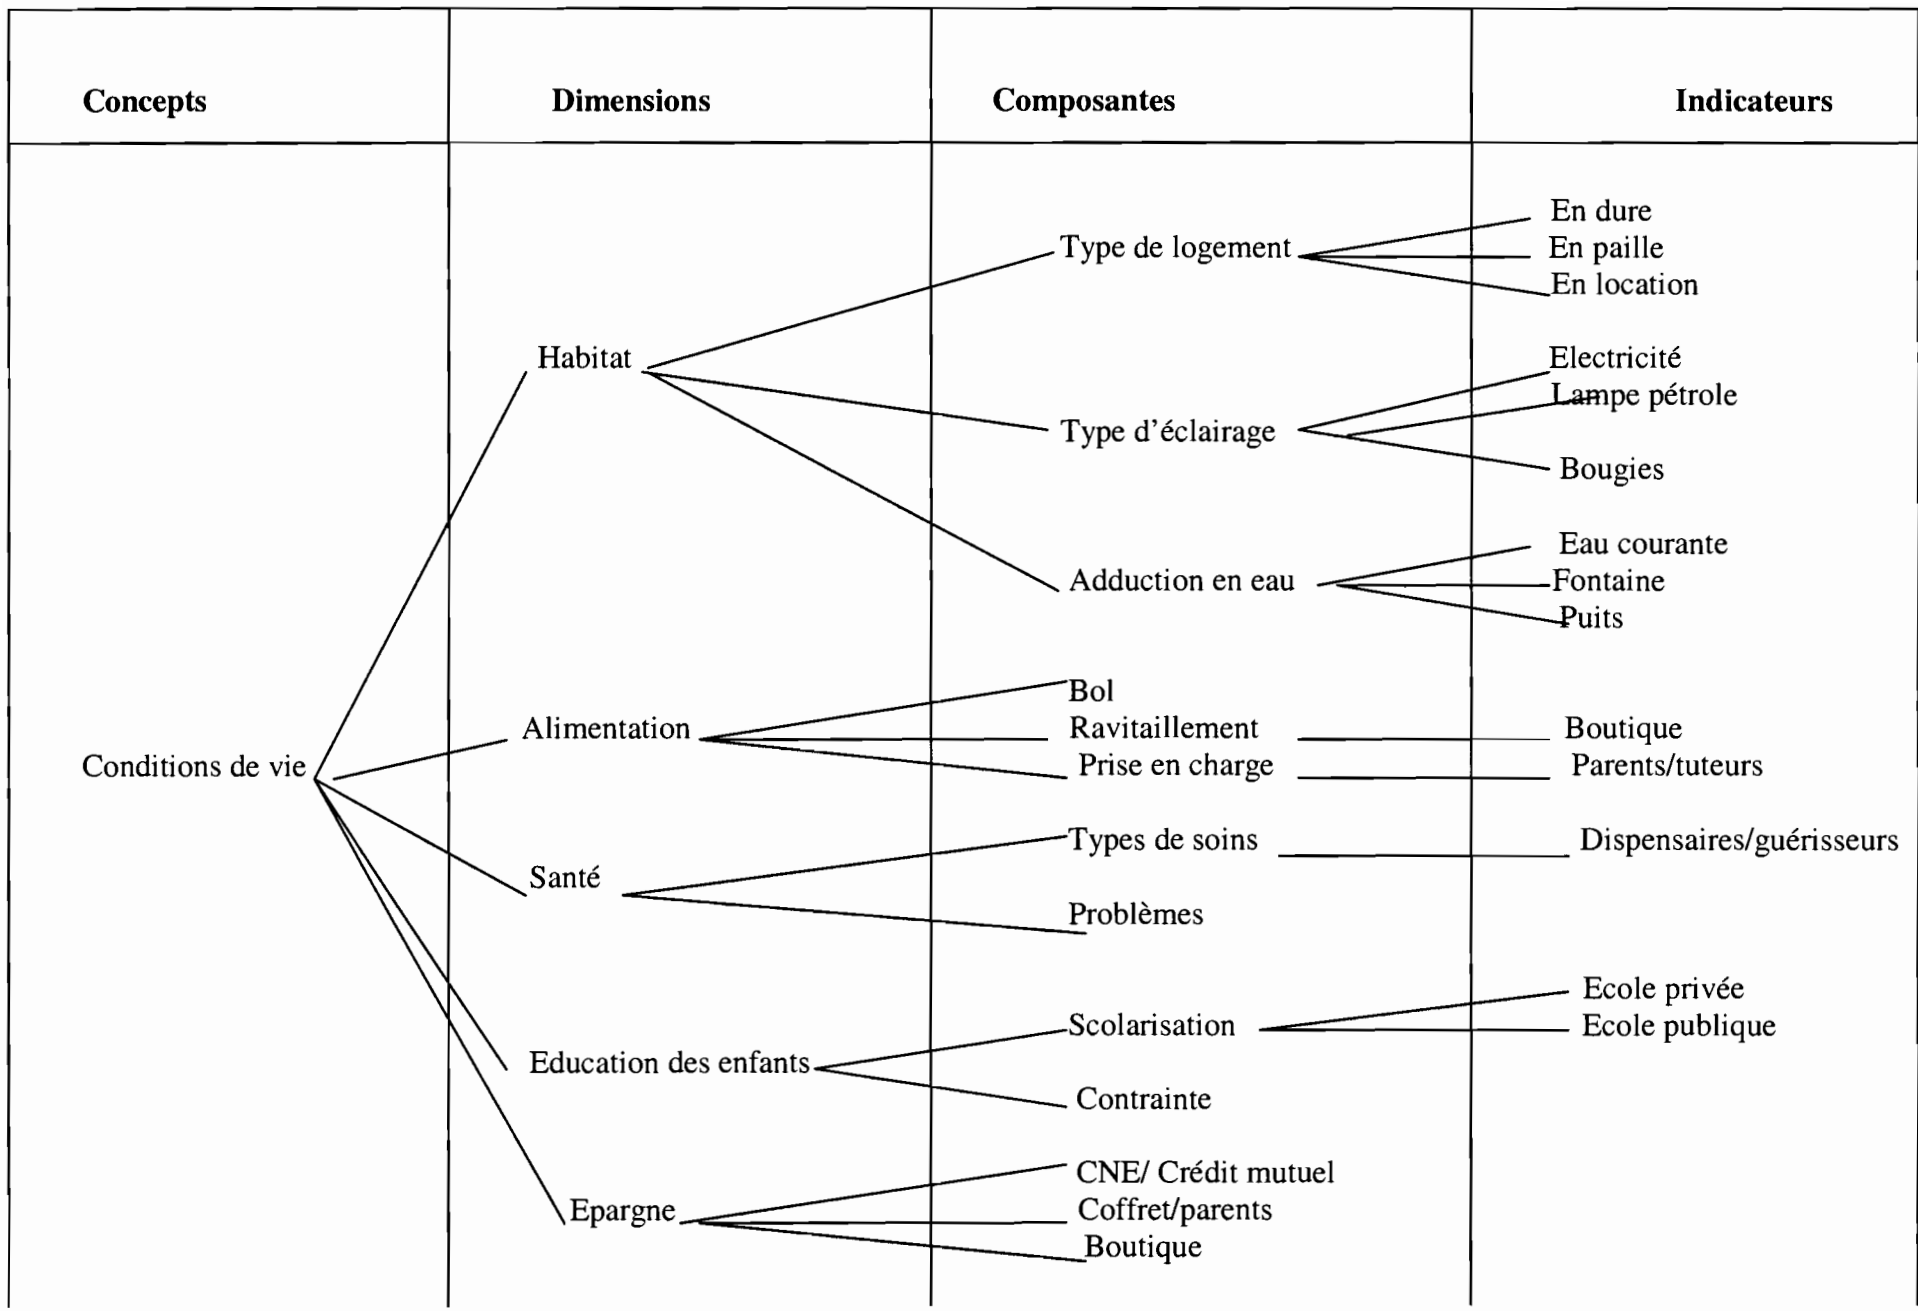 Concepts Dimensions Composantes Indicateurs
En dure
Type de logement En paille
En location
Habitat Electricité
Lampe pétrole
Type d'éclairage
Bougies
Eau courante
Adduction en eau Fontaine
Puits
Bol
Alimentation Ravitaillement Boutique
Conditions de vie Prise en charge Parents/tuteurs
Types de soins Dispensaires/guérisseurs
Santé
Problèmes
Ecole privée
Scolarisation Ecole publique
Education des enfants
Contrainte
CNE/ Crédit mutuel
Epargne Coffret/parents
Boutique